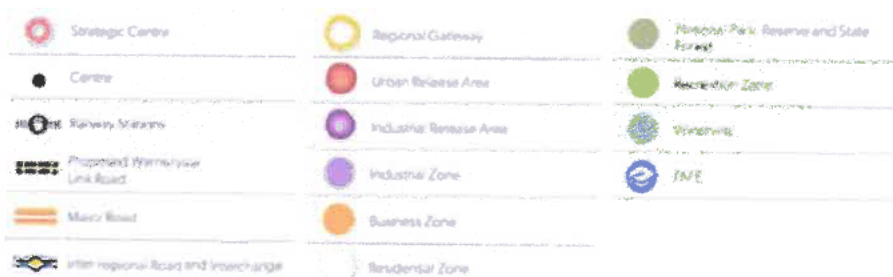 Strategic Centre
Centre
Railway Stations
Proposed Warnervale
Link Road
Major Road
Inter-regional Road and Interchange
Regional Gateway
Urban Release Area
Industrial Release Area
Industrial Zone
Business Zone
Residential Zone
National Park, Reserve and State
Forest
Recreation Zone
Waterway
TAFE